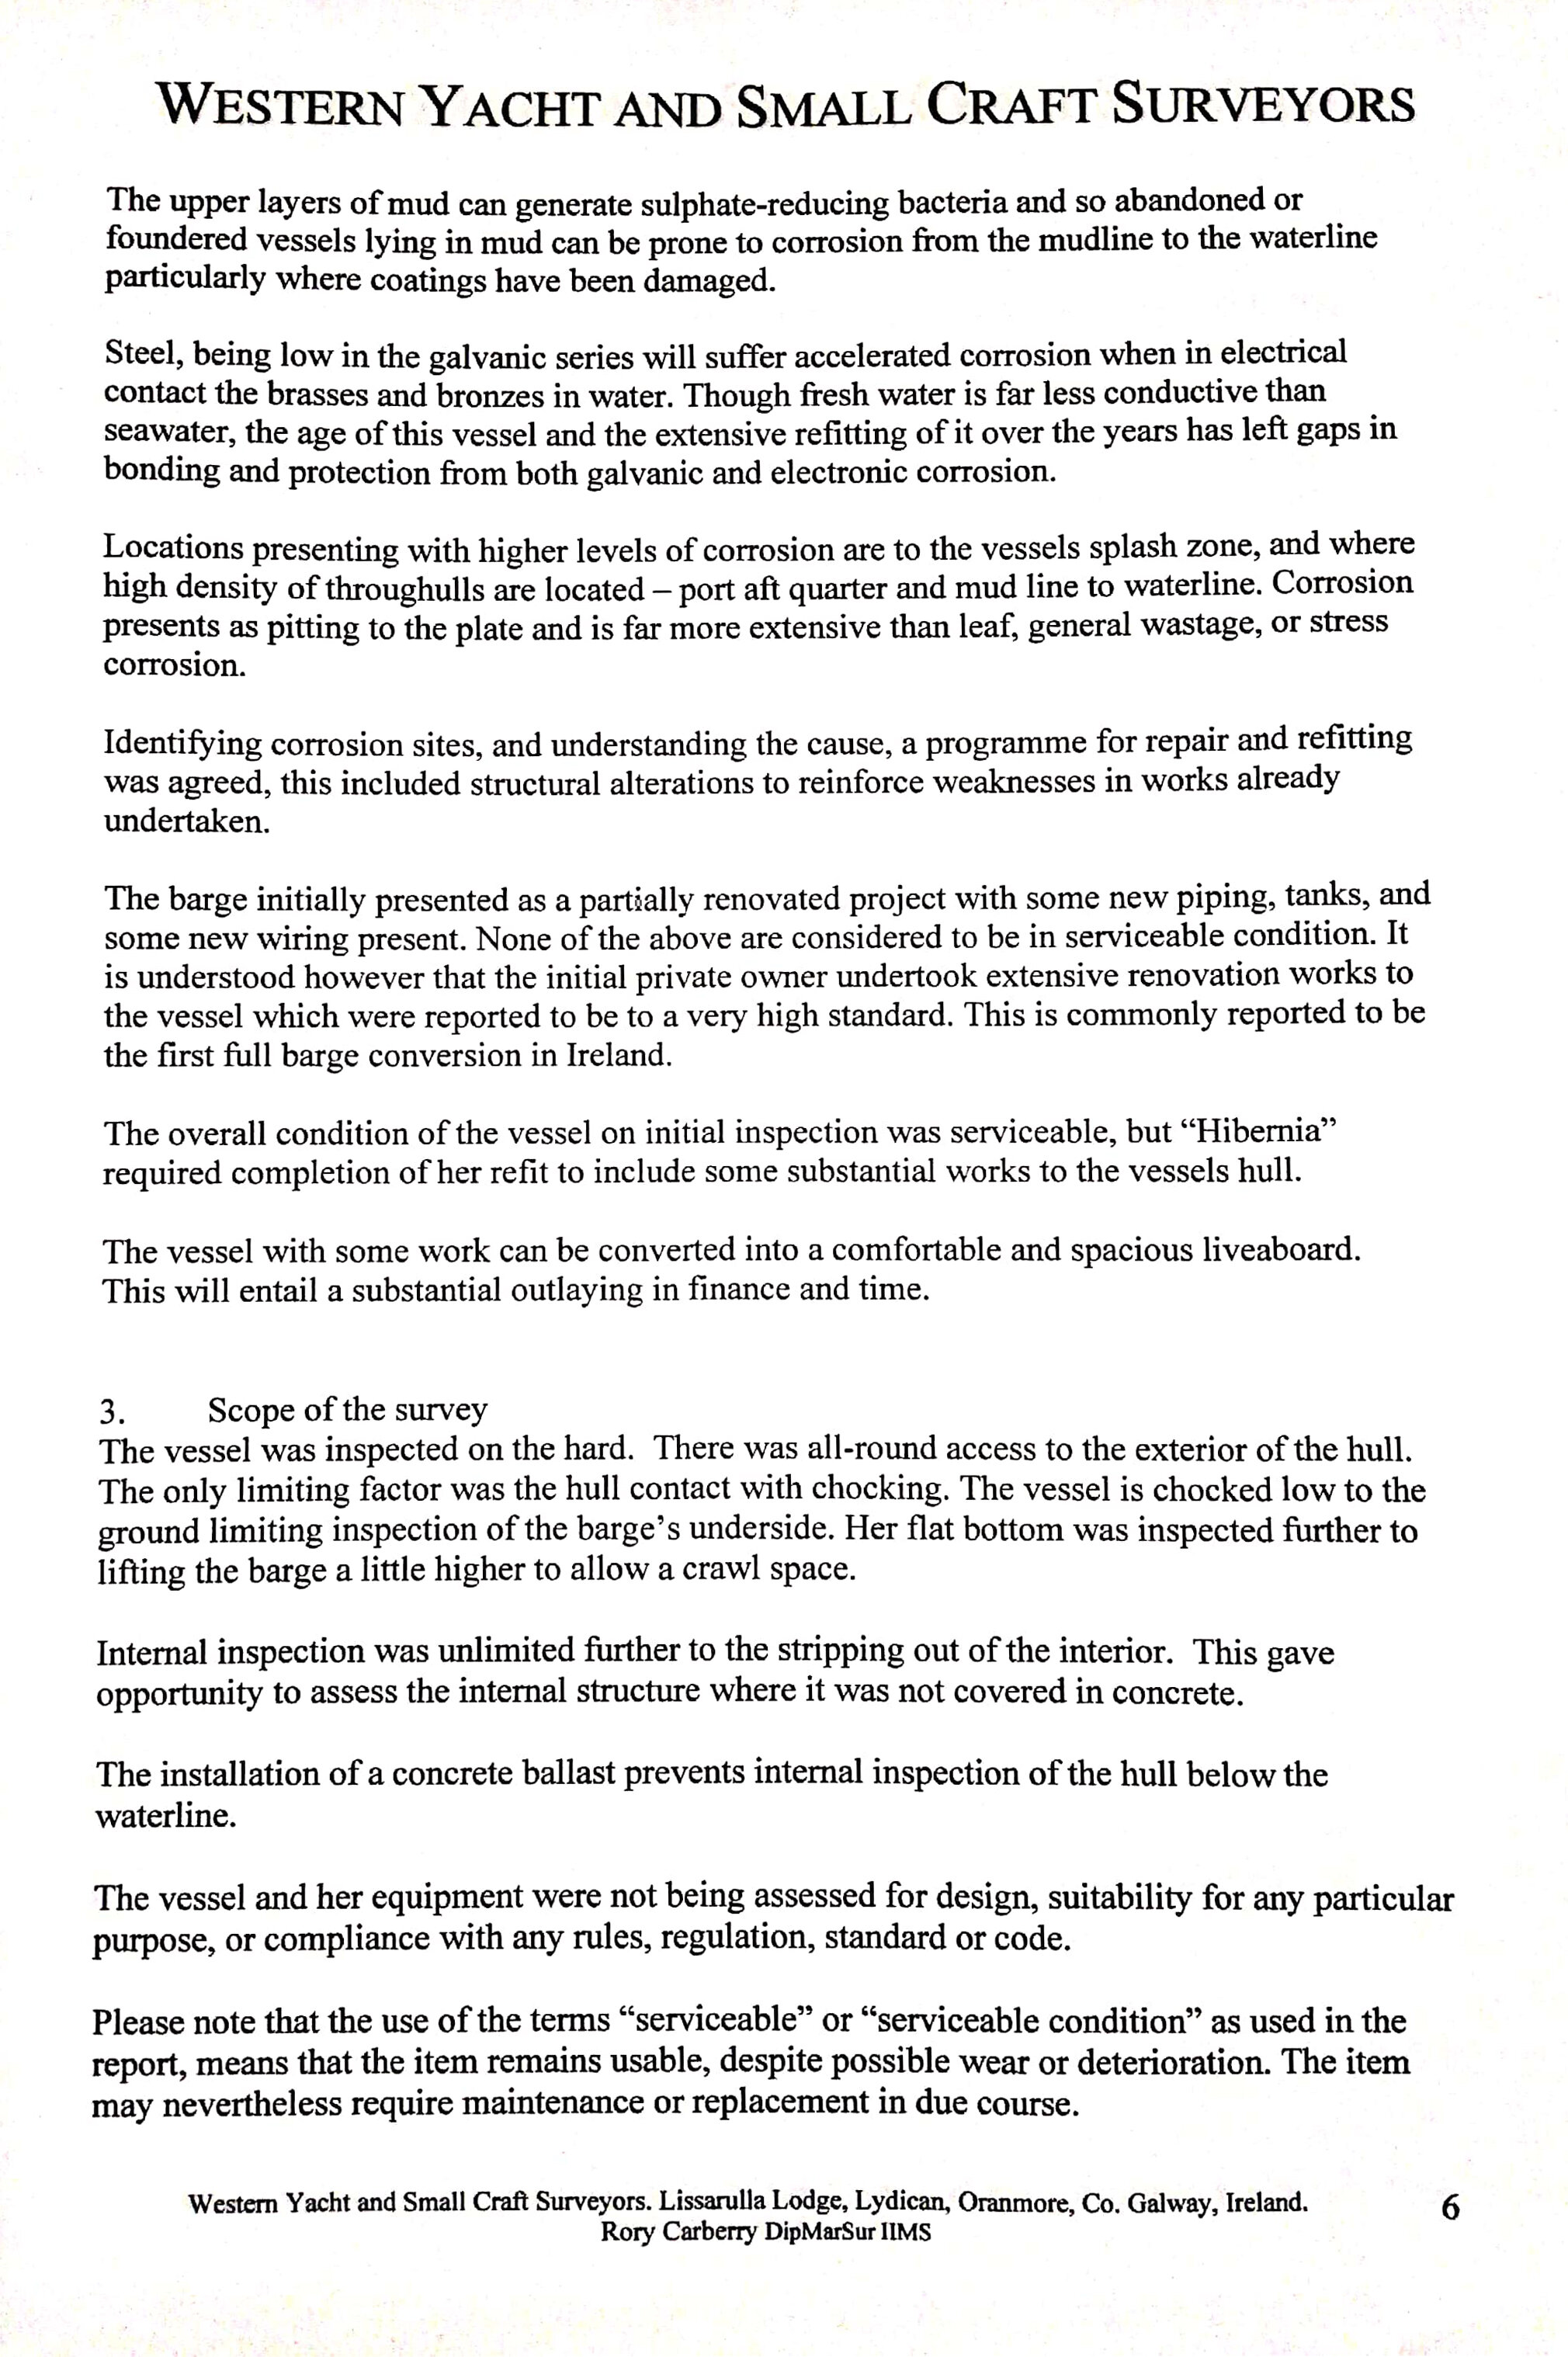 WESTERN YACHT AND SMALL CRAFT SURVEYORS
The upper layers of mud can generate sulphate-reducing bacteria and so abandoned or
foundered vessels lying in mud can be prone to corrosion from the mudline to the waterline
particularly where coatings have been damaged.
Steel, being low in the galvanic series will suffer accelerated corrosion when in electrical
contact the brasses and bronzes in water. Though fresh water is far less conductive than
seawater, the age of this vessel and the extensive refitting of it over the years has left gaps in
bonding and protection from both galvanic and electronic corrosion.
Locations presenting with higher levels of corrosion are to the vessels splash zone, and where
high density of throughhulls are located – port aft quarter and mud line to waterline. Corrosion
presents as pitting to the plate and is far more extensive than leaf, general wastage, or stress
corrosion.
Identifying corrosion sites, and understanding the cause, a programme for repair and refitting
was agreed, this included structural alterations to reinforce weaknesses in works already
undertaken.
The barge initially presented as a partially renovated project with some new piping, tanks, and
some new wiring present. None of the above are considered to be in serviceable condition. It
is understood however that the initial private owner undertook extensive renovation works to
the vessel which were reported to be to a very high standard. This is commonly reported to be
the first full barge conversion in Ireland.
The overall condition of the vessel on initial inspection was serviceable, but “Hibernia”
required completion of her refit to include some substantial works to the vessels hull.
The vessel with some work can be converted into a comfortable and spacious liveaboard.
This will entail a substantial outlaying in finance and time.
3. Scope of the survey
The vessel was inspected on the hard. There was all-round access to the exterior of the hull.
The only limiting factor was the hull contact with chocking. The vessel is chocked low to the
ground limiting inspection of the barge’s underside. Her flat bottom was inspected further to
lifting the barge a little higher to allow a crawl space.
Internal inspection was unlimited further to the stripping out of the interior. This gave
opportunity to assess the internal structure where it was not covered in concrete.
The installation of a concrete ballast prevents internal inspection of the hull below the
waterline.
The vessel and her equipment were not being assessed for design, suitability for any particular
purpose, or compliance with any rules, regulation, standard or code.
Please note that the use of the terms “serviceable” or “serviceable condition” as used in the
report, means that the item remains usable, despite possible wear or deterioration. The item
may nevertheless require maintenance or replacement in due course.
Western Yacht and Small Craft Surveyors. Lissarulla Lodge, Lydican, Oranmore, Co. Galway, Ireland. 6
Rory Carberry DipMarSur IIMS